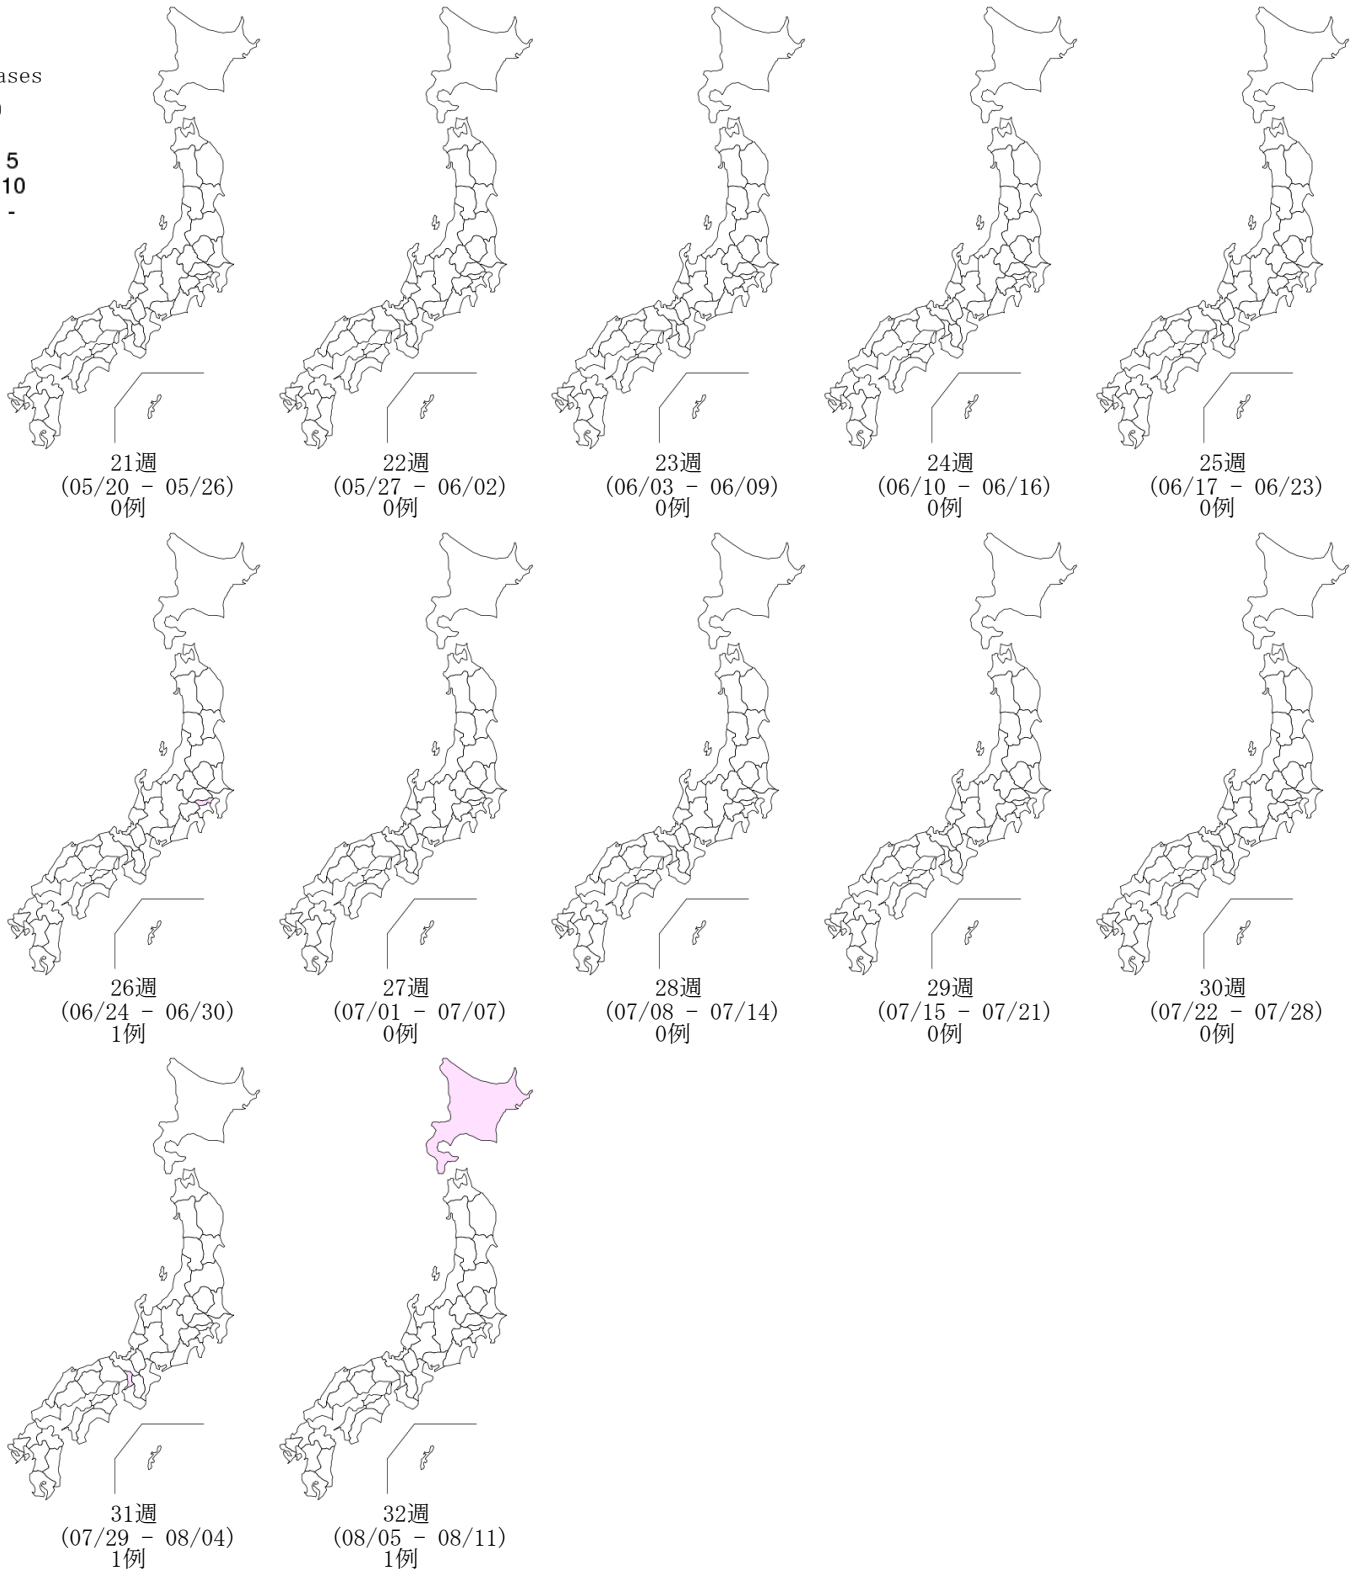 ases
5
10
-
21週
(05/20 - 05/26)
0例
22週
(05/27 - 06/02)
0例
23週
(06/03 - 06/09)
0例
24週
(06/10 - 06/16)
0例
25週
(06/17 - 06/23)
0例
26週
(06/24 - 06/30)
1例
27週
(07/01 - 07/07)
0例
28週
(07/08 - 07/14)
0例
29週
(07/15 - 07/21)
0例
30週
(07/22 - 07/28)
0例
31週
(07/29 - 08/04)
1例
32週
(08/05 - 08/11)
1例